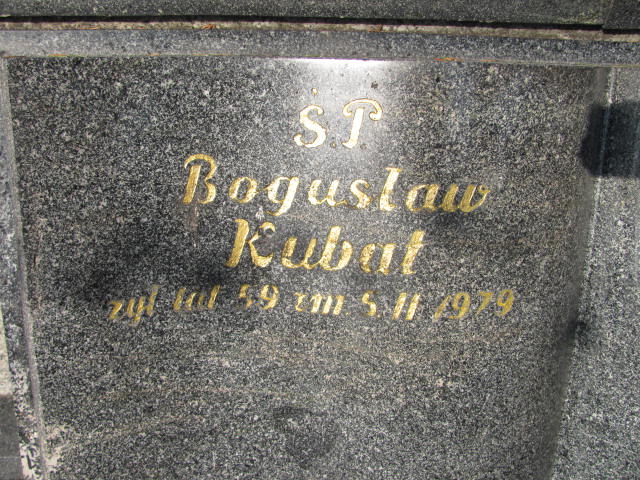 Ś.P.
Bogusław
Kubat
żył lat 59 zm 5 II 1979